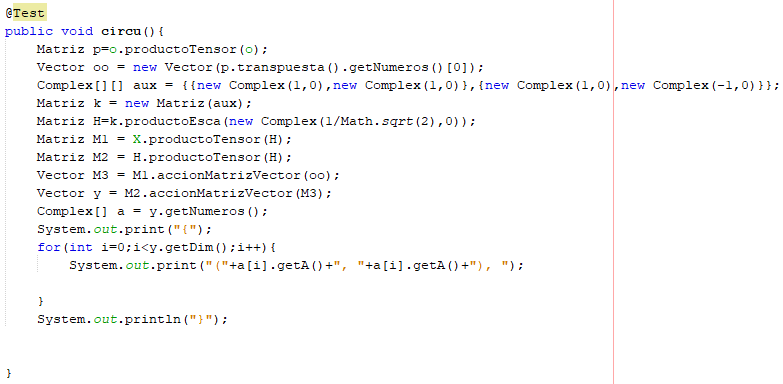 @Test
public void circu(){
Matriz p=o.productoTensor(o);
Vector oo = new Vector(p.transpuesta().getNumeros()[0]);
Complex[][] aux = {{new Complex(1,0),new Complex(1,0)},{new Complex(1,0),new Complex(-1,0)}};
Matriz k = new Matriz(aux);
Matriz H=k.productoEsca(new Complex(1/Math.sqrt(2),0));
Matriz M1 = X.productoTensor(H);
Matriz M2 = H.productoTensor(H);
Vector M3 = M1.accionMatrizVector(oo);
Vector y = M2.accionMatrizVector(M3);
Complex[] a = y.getNumeros();
System.out.print("{");
for(int i=0;i<y.getDim();i++){
System.out.print("("+a[i].getA()+", "+a[i].getA()+"), ");
}
System.out.println("}");
}